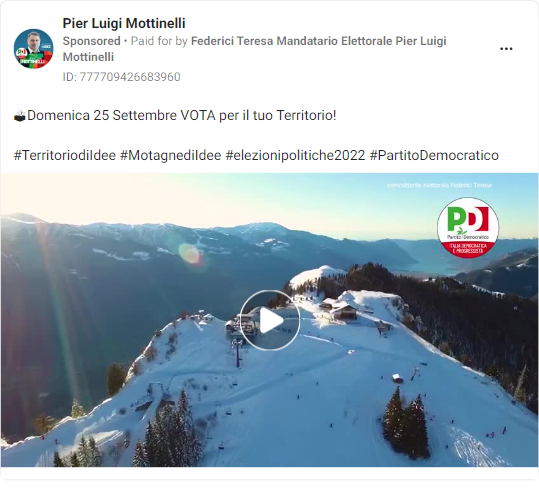 Pier Luigi Mottinelli
Sponsored • Paid for by Federici Teresa Mandatario Elettorale Pier Luigi
Mottinelli
ID: 777709426683960
🗳️Domenica 25 Settembre VOTA per il tuo Territorio!
#TerritoriodiIdee #MotagnediIdee #elezionipolitiche2022 #PartitoDemocratico
committente elettorale Federici Teresa
PD
Partito Democratico
ITALIA DEMOCRATICA
E PROGRESSISTA